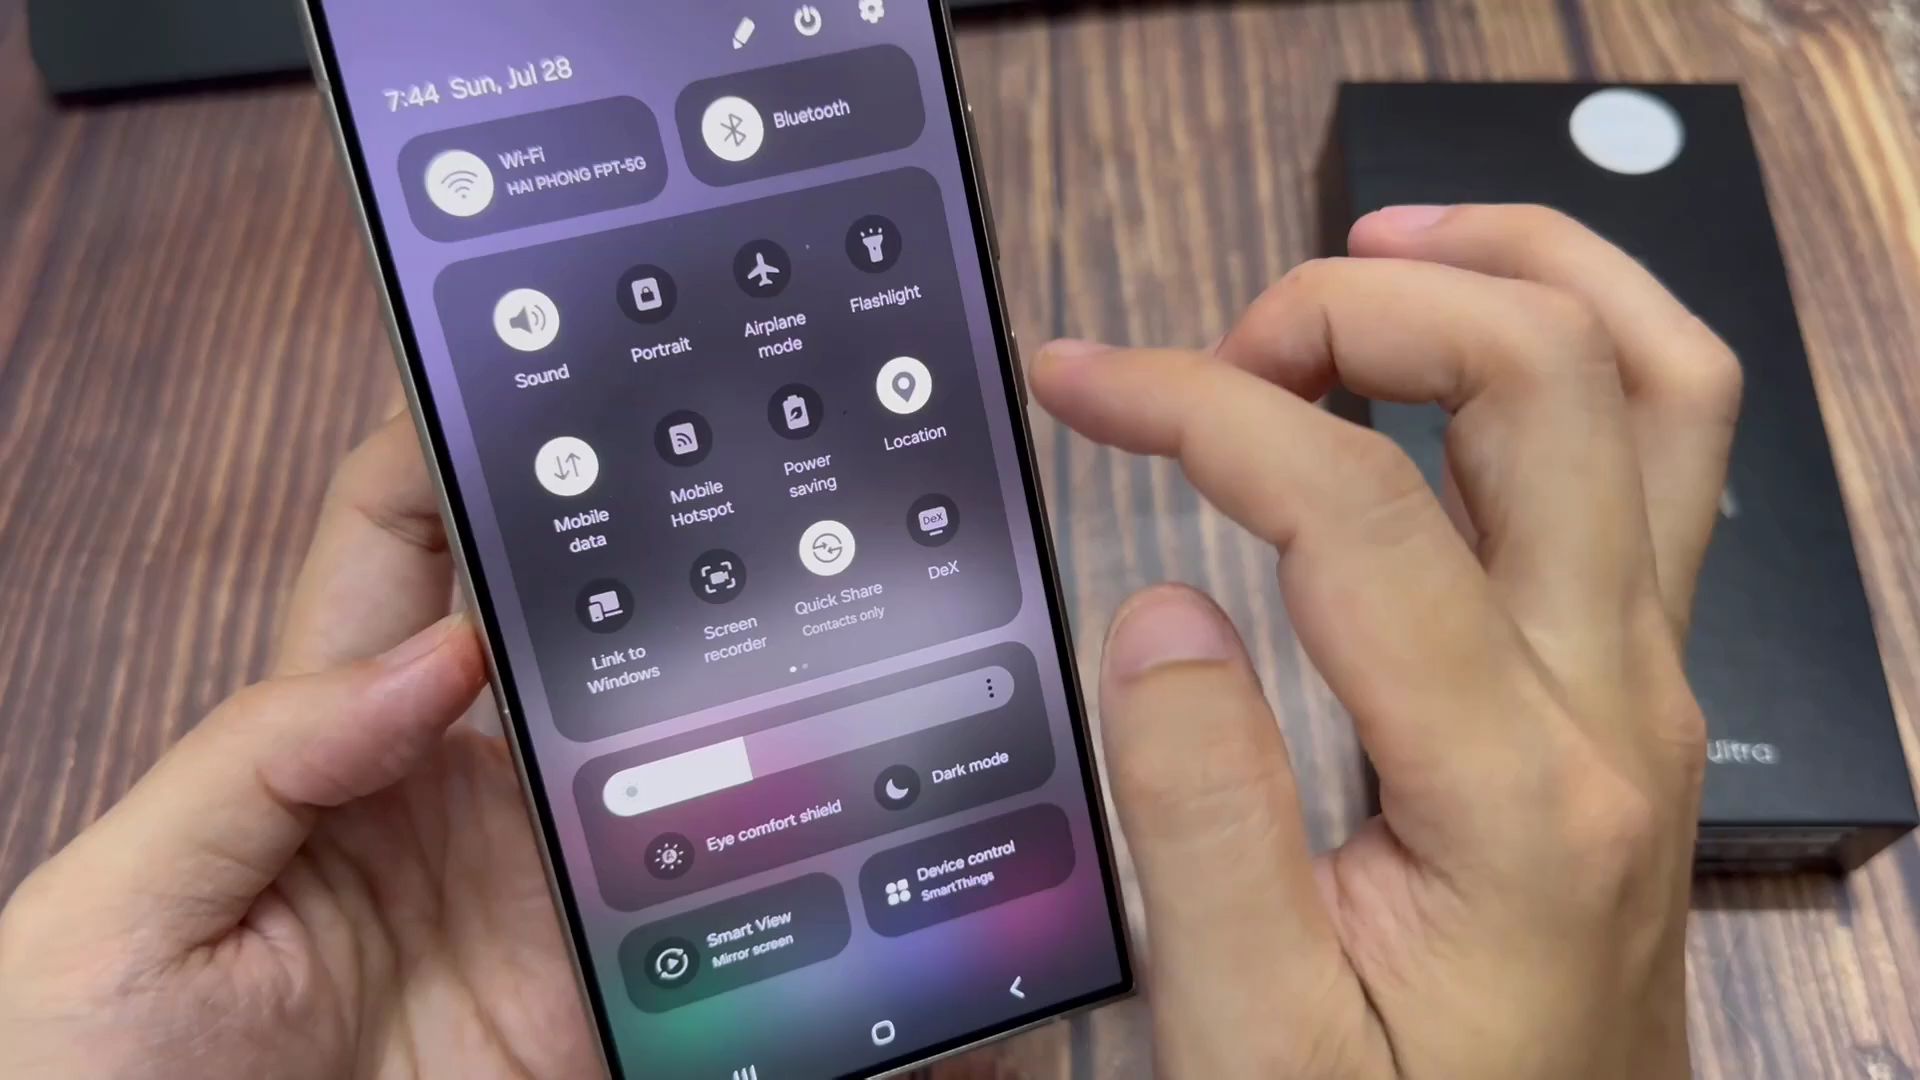 7:44 Sun, Jul 28
Wi-Fi
HAI PHONG FPT-5G
Bluetooth
Sound
Portrait
Airplane
mode
Flashlight
Mobile
data
Mobile
Hotspot
Power
saving
Location
Link to
Windows
Screen
recorder
Quick Share
Contacts only
DeX
DeX
Eye comfort shield
Dark mode
Smart View
Mirror screen
Device control
SmartThings
ultra